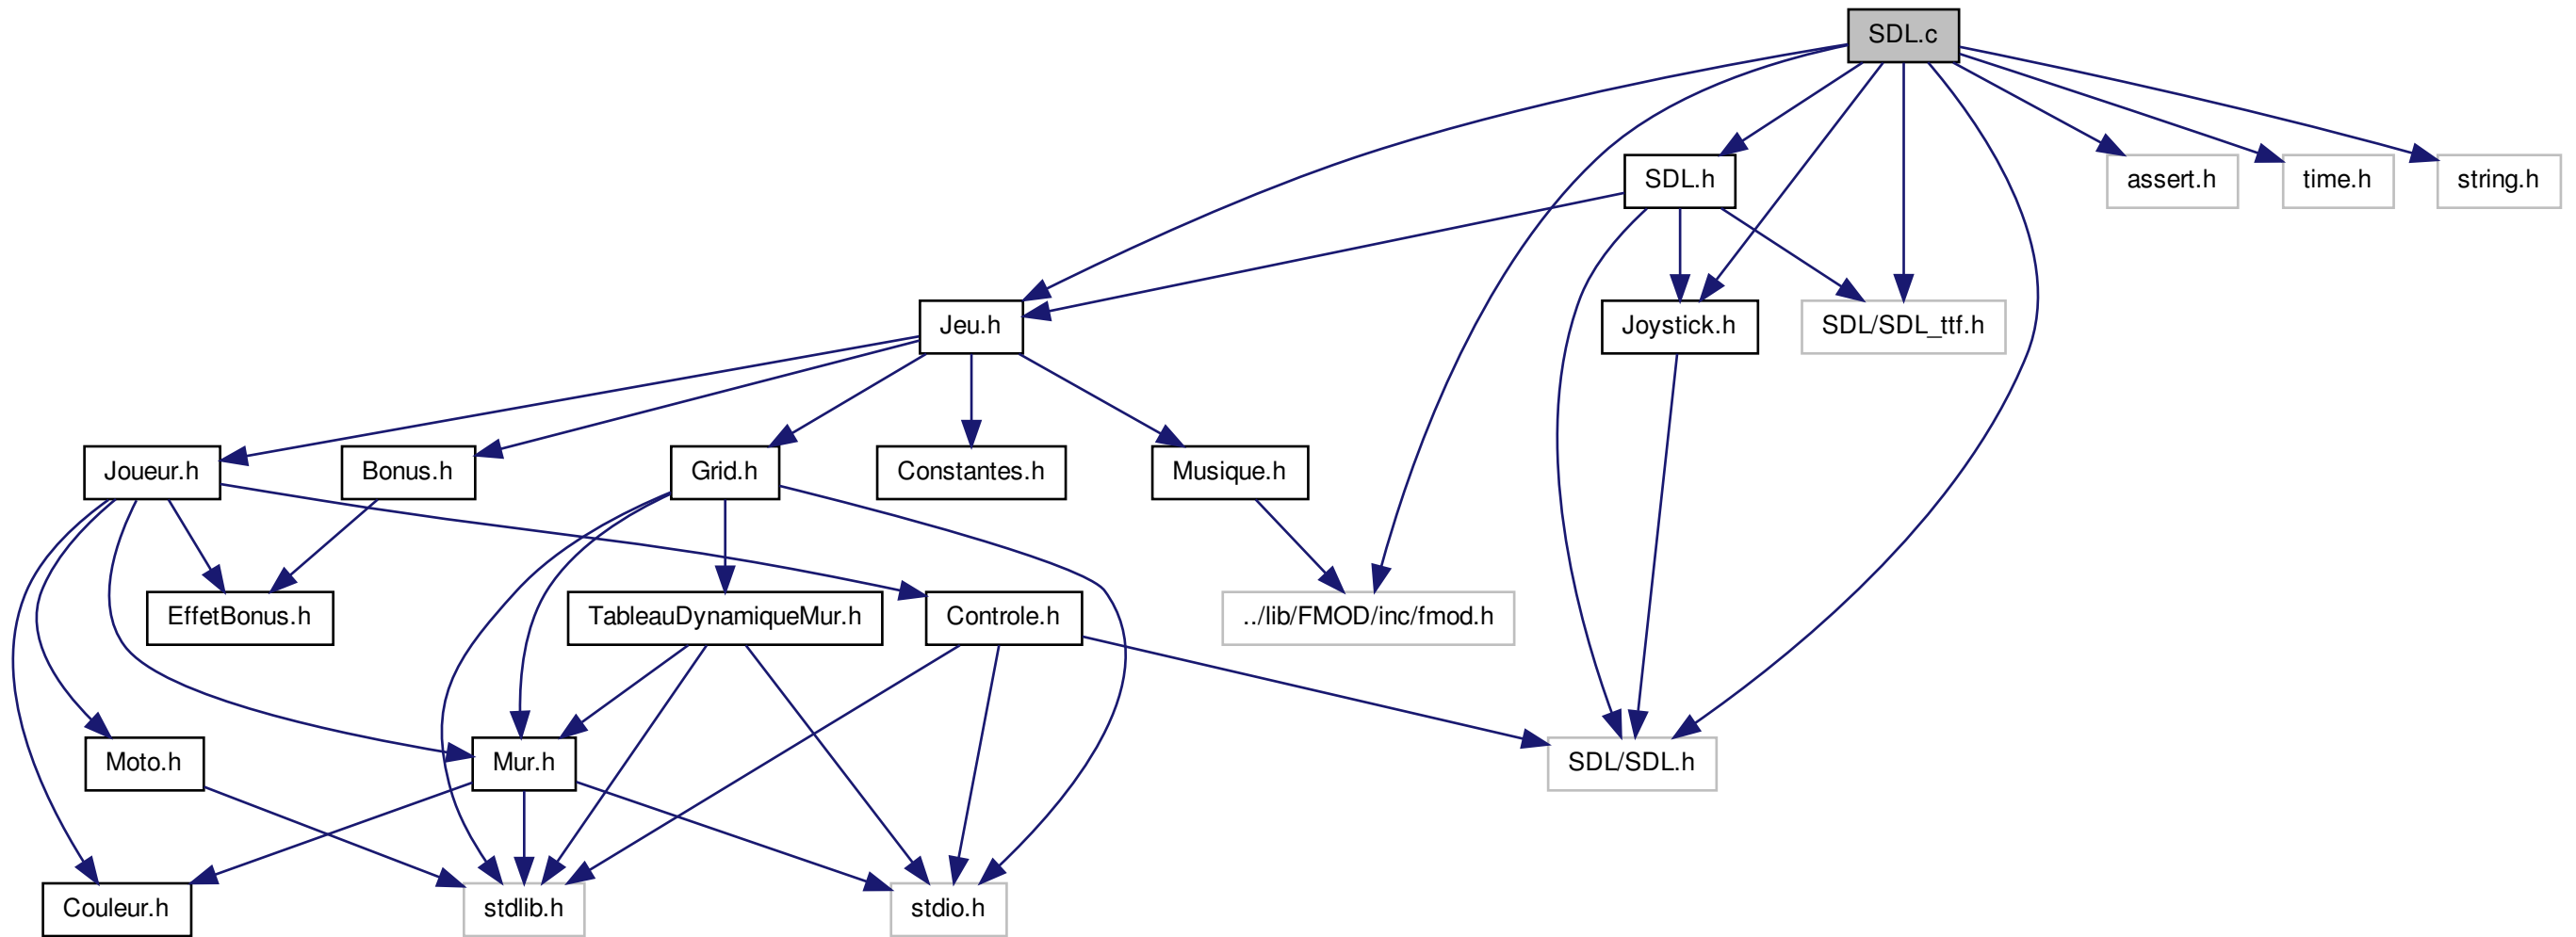 SDL.c
SDL.h
assert.h
time.h
string.h
Jeu.h
Joystick.h
SDL/SDL_ttf.h
Joueur.h
Bonus.h
Grid.h
Constantes.h
Musique.h
EffetBonus.h
TableauDynamiqueMur.h
Controle.h
../lib/FMOD/inc/fmod.h
Moto.h
Mur.h
SDL/SDL.h
Couleur.h
stdlib.h
stdio.h